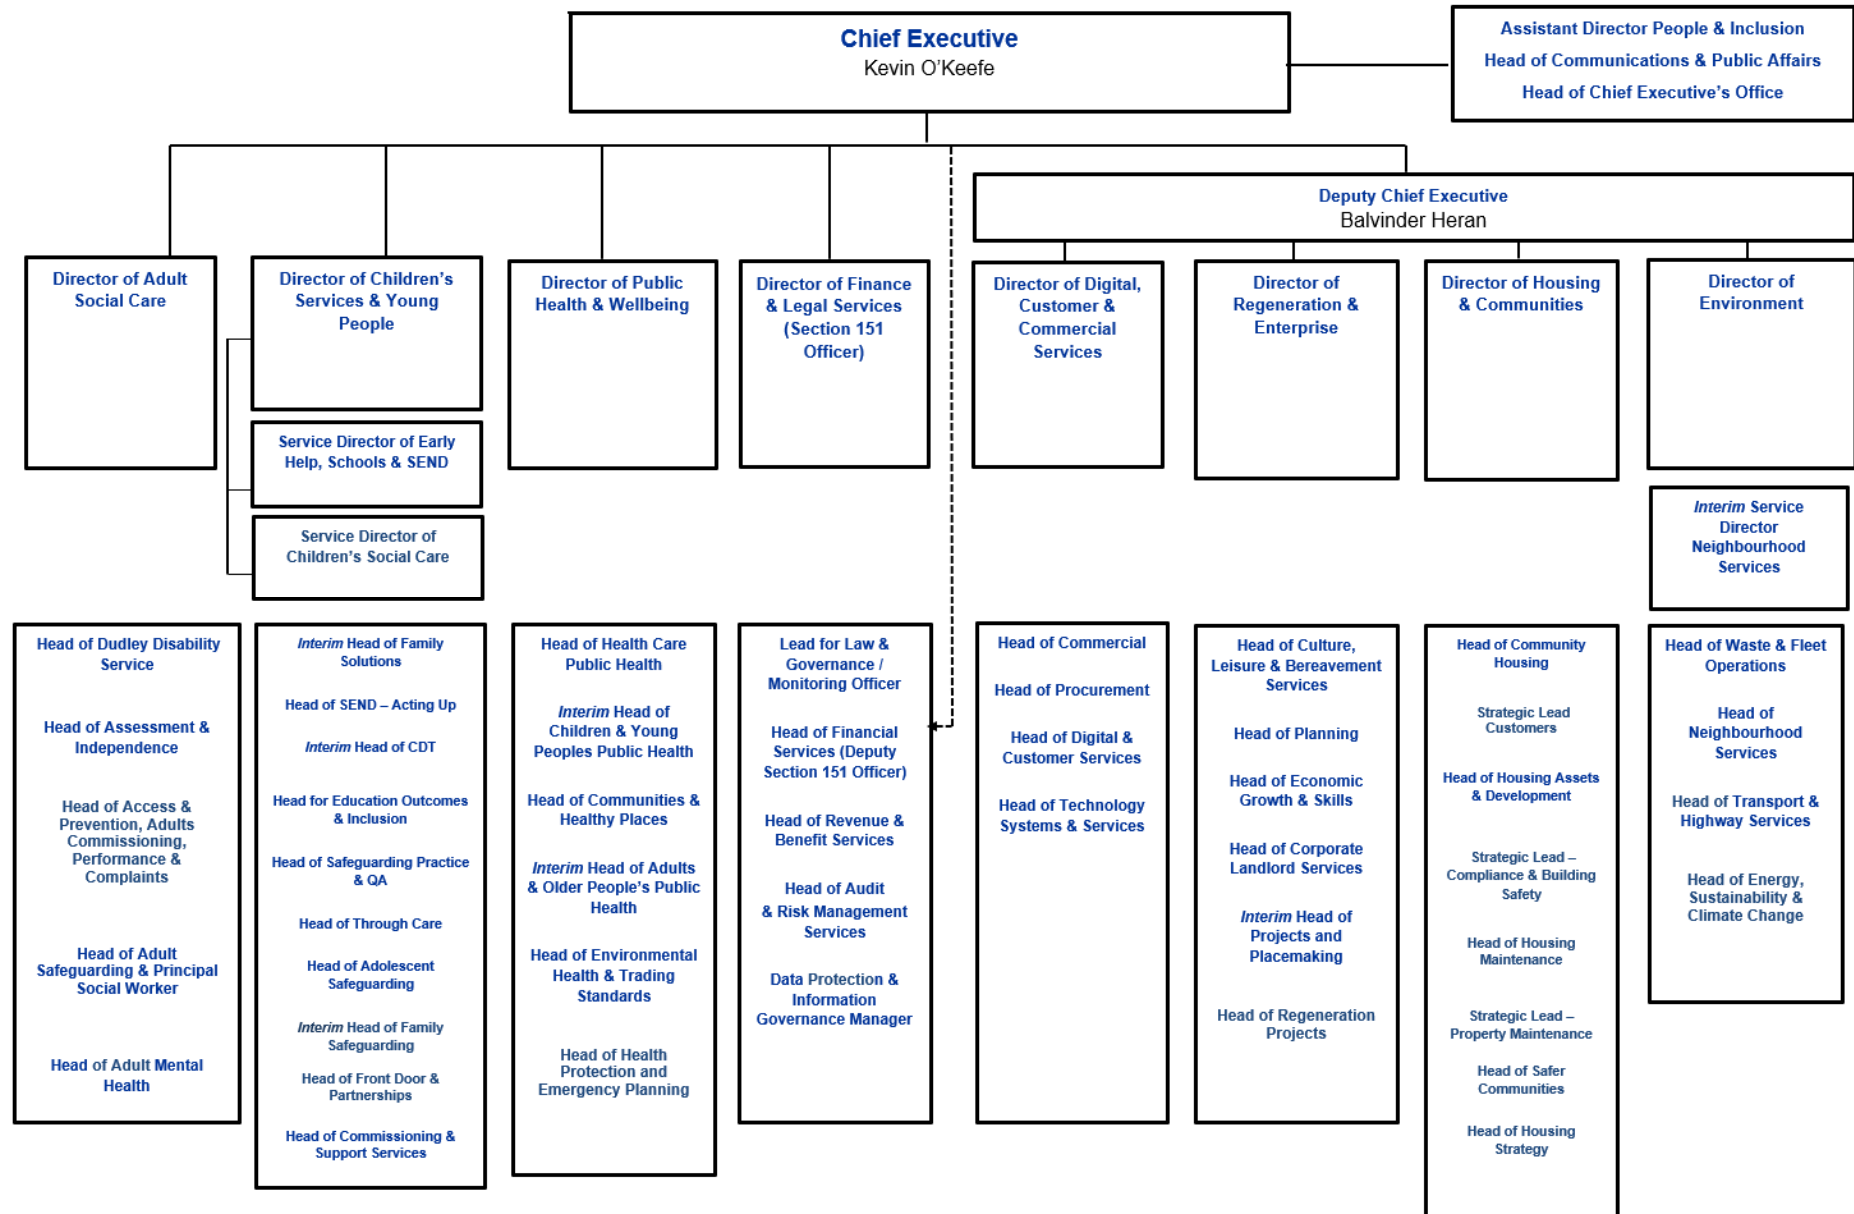 Chief Executive
Kevin O'Keefe
Assistant Director People & Inclusion
Head of Communications & Public Affairs
Head of Chief Executive's Office
Deputy Chief Executive
Balvinder Heran
Director of Adult
Social Care
Director of Children's
Services & Young
People
Director of Public
Health & Wellbeing
Director of Finance
& Legal Services
(Section 151
Officer)
Director of Digital,
Customer &
Commercial
Services
Director of
Regeneration &
Enterprise
Director of Housing
& Communities
Director of
Environment
Service Director of Early
Help, Schools & SEND
Service Director of
Children's Social Care
Interim Service
Director
Neighbourhood
Services
Head of Dudley Disability
Service
Head of Assessment &
Independence
Head of Access &
Prevention, Adults
Commissioning,
Performance &
Complaints
Head of Adult
Safeguarding & Principal
Social Worker
Head of Adult Mental
Health
Interim Head of Family
Solutions
Head of SEND – Acting Up
Interim Head of CDT
Head for Education Outcomes
& Inclusion
Head of Safeguarding Practice
& QA
Head of Through Care
Head of Adolescent
Safeguarding
Interim Head of Family
Safeguarding
Head of Front Door &
Partnerships
Head of Commissioning &
Support Services
Head of Health Care
Public Health
Interim Head of
Children & Young
Peoples Public Health
Head of Communities &
Healthy Places
Interim Head of Adults
& Older People's Public
Health
Head of Environmental
Health & Trading
Standards
Head of Health
Protection and
Emergency Planning
Lead for Law &
Governance /
Monitoring Officer
Head of Financial
Services (Deputy
Section 151 Officer)
Head of Revenue &
Benefit Services
Head of Audit
& Risk Management
Services
Data Protection &
Information
Governance Manager
Head of Commercial
Head of Procurement
Head of Digital &
Customer Services
Head of Technology
Systems & Services
Head of Culture,
Leisure & Bereavement
Services
Head of Planning
Head of Economic
Growth & Skills
Head of Corporate
Landlord Services
Interim Head of
Projects and
Placemaking
Head of Regeneration
Projects
Head of Community
Housing
Strategic Lead
Customers
Head of Housing Assets
& Development
Strategic Lead –
Compliance & Building
Safety
Head of Housing
Maintenance
Strategic Lead –
Property Maintenance
Head of Safer
Communities
Head of Housing
Strategy
Head of Waste & Fleet
Operations
Head of
Neighbourhood
Services
Head of Transport &
Highway Services
Head of Energy,
Sustainability &
Climate Change